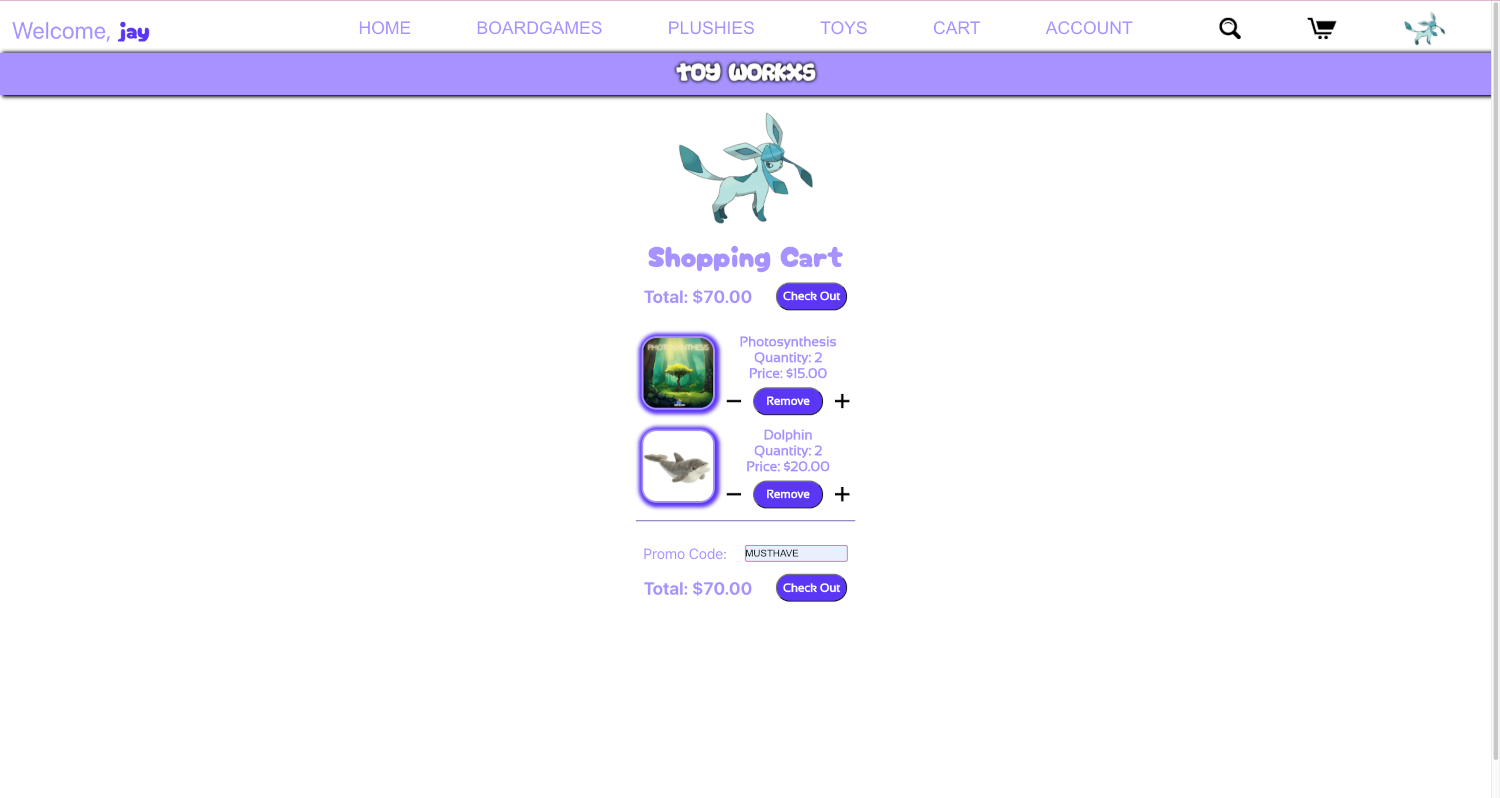 Welcome, jay
HOME
BOARDGAMES
PLUSHIES
TOYS
CART
ACCOUNT
TOY WORKXS
Shopping Cart
Total: $70.00
Check Out
PHOTOSYNTHESIS
Photosynthesis
Quantity: 2
Price: $15.00
Remove
Dolphin
Quantity: 2
Price: $20.00
Remove
Promo Code:
MUSTHAVE
Total: $70.00
Check Out